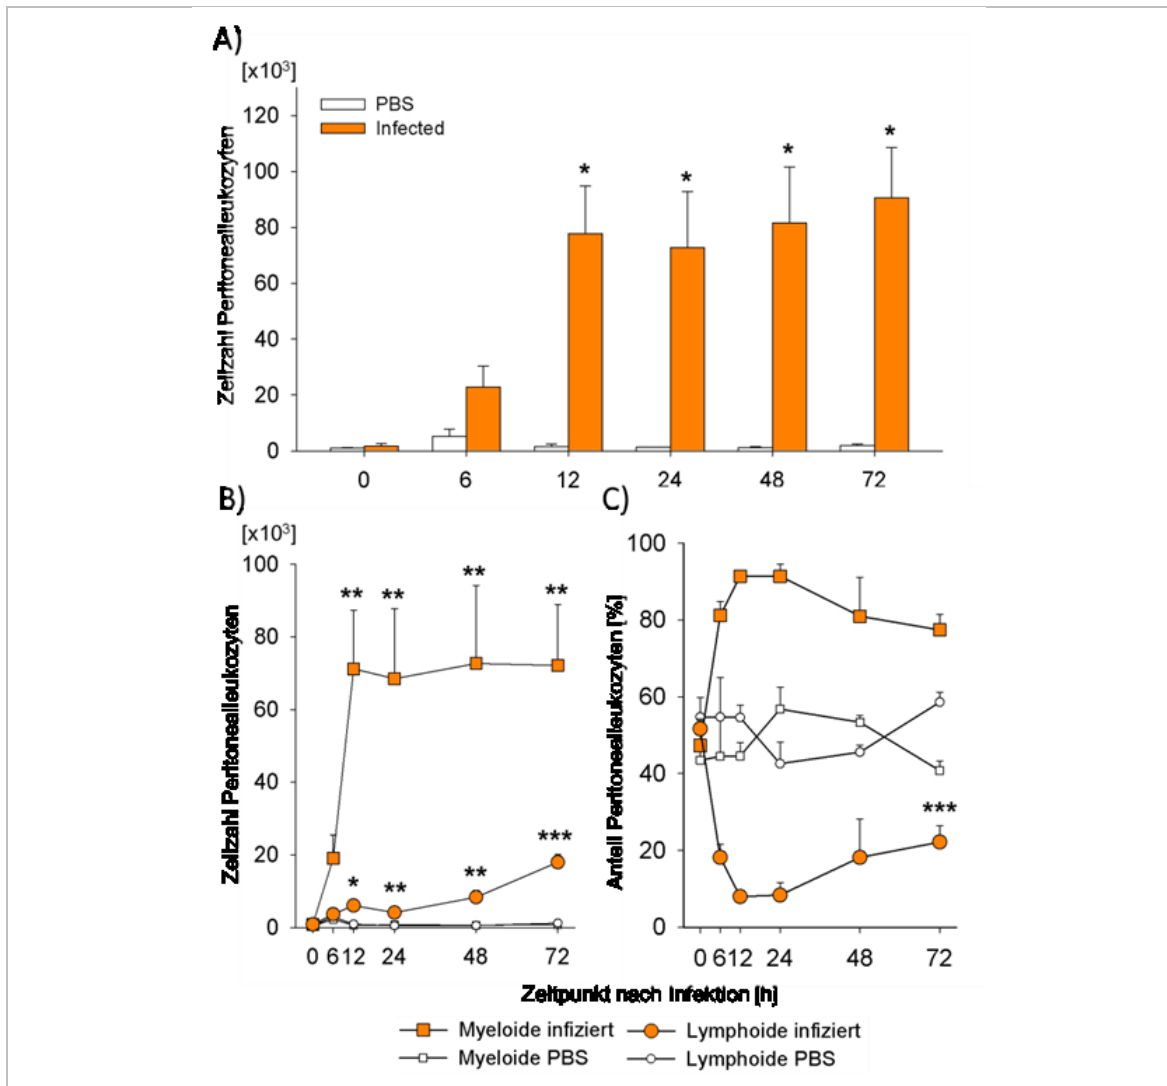 A)
[x10³]
Zellzahl Peritonealleukozyten
120
100
80
60
40
20
0
PBS
Infected
*
*
*
*
0 6 12 24 48 72
B)
[x10³]
Zellzahl Peritonealleukozyten
100
80
60
40
20
0
** ** ** **
* ** ** ***
0 6 12 24 48 72
C)
Anteil Peritonealleukozyten [%]
100
80
60
40
20
0
***
0 6 12 24 48 72
Zeitpunkt nach Infektion [h]
Myeloide infiziert
Lymphoide infiziert
Myeloide PBS
Lymphoide PBS